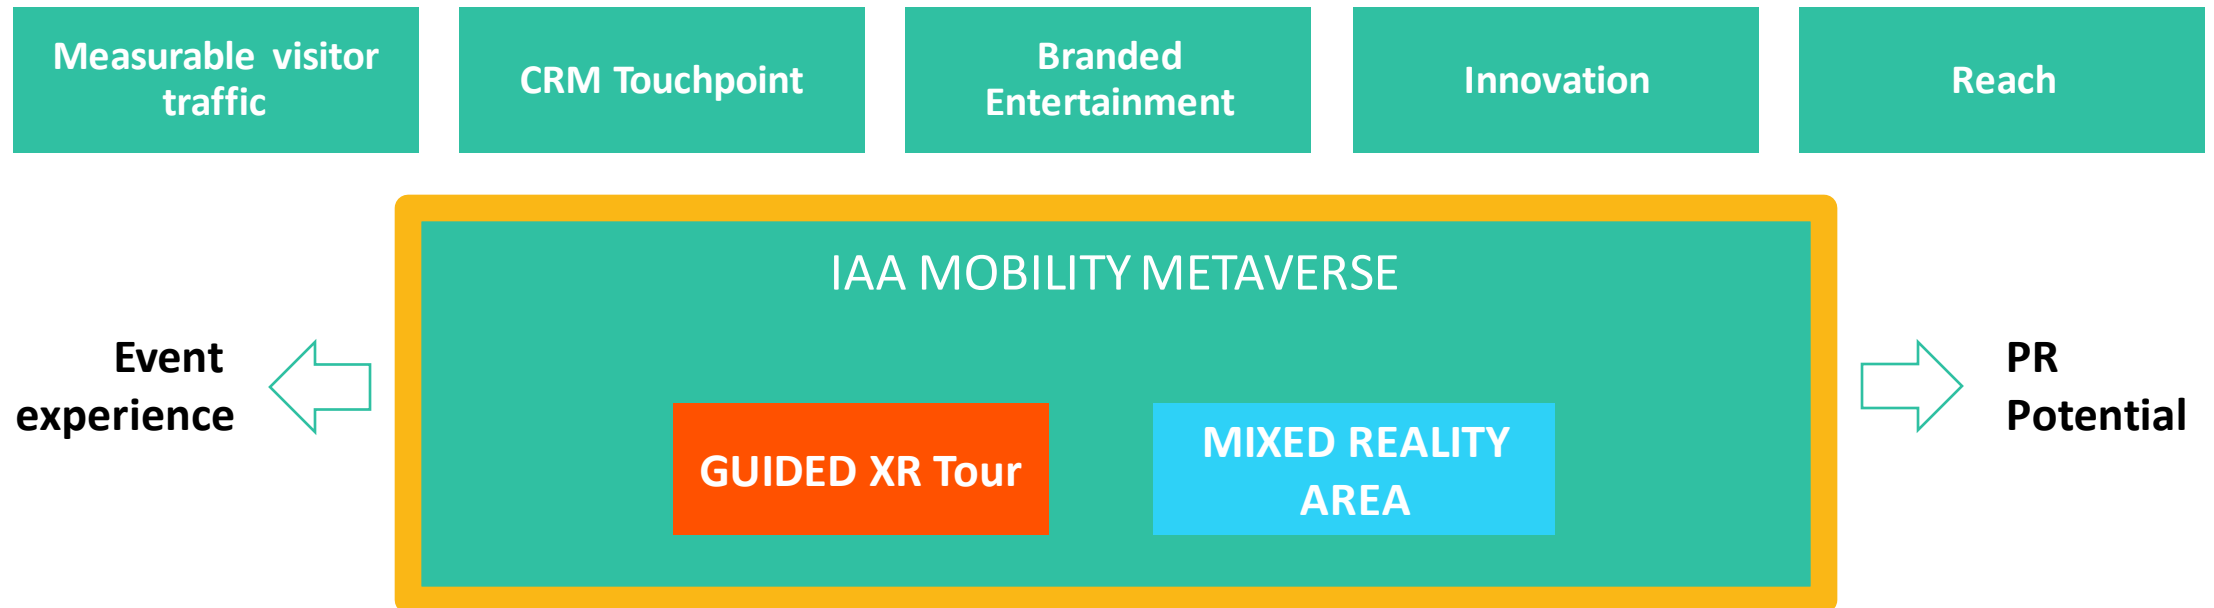 Measurable visitor
traffic
CRM Touchpoint
Branded
Entertainment
Innovation
Reach
IAA MOBILITY METAVERSE
Event
experience
GUIDED XR Tour
MIXED REALITY
AREA
PR
Potential